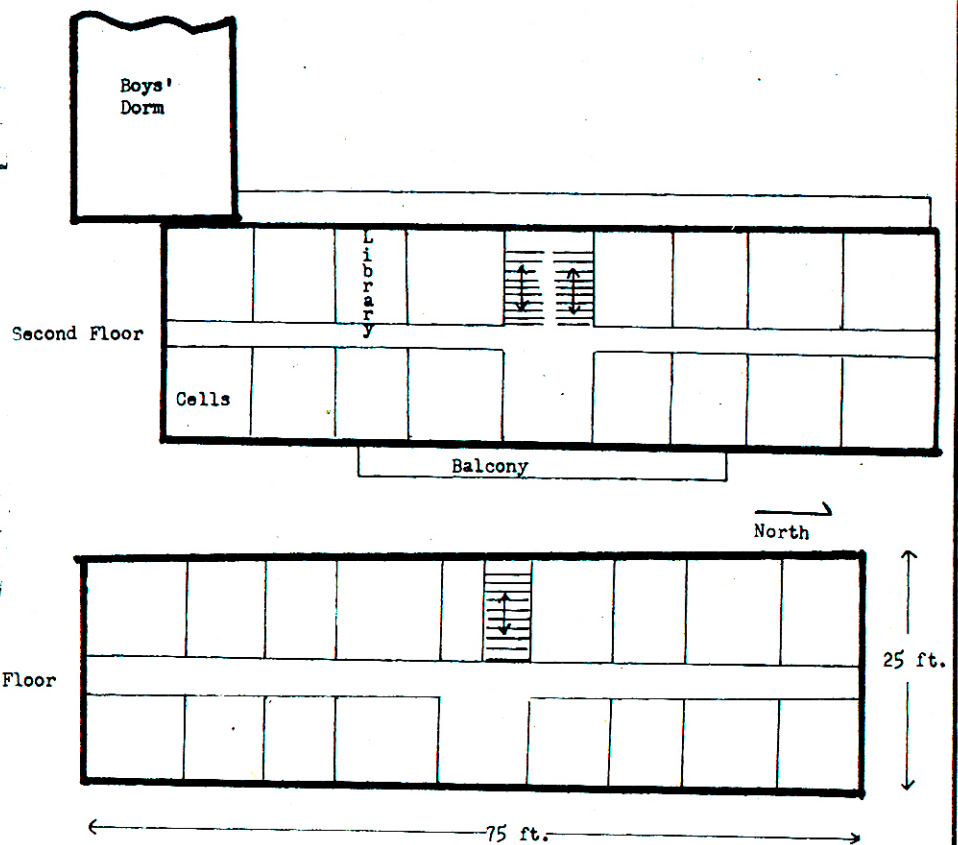 Boys'
Dorm
Library
Second Floor
Cells
Balcony
North
Floor
25 ft.
75 ft.